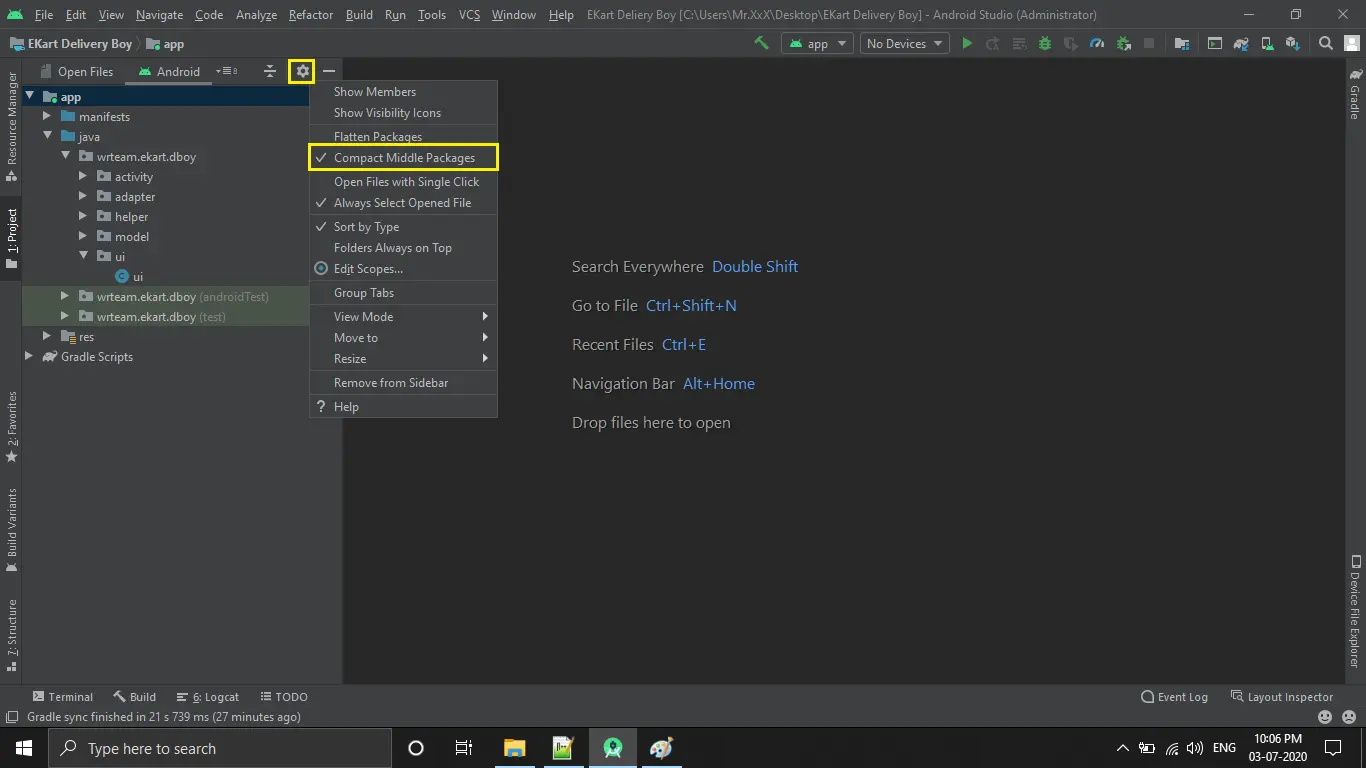 File Edit View Navigate Code Analyze Refactor Build Run Tools VCS Window Help EKart Deliery Boy [C:\Users\Mr.XxX\Desktop\EKart Delivery Boy] - Android Studio (Administrator)
EKart Delivery Boy app app No Devices
Open Files Android
app
manifests
java
wrteam.ekart.dboy
activity
adapter
helper
model
ui
ui
wrteam.ekart.dboy (androidTest)
wrteam.ekart.dboy (test)
res
Gradle Scripts
Show Members
Show Visibility Icons
Flatten Packages
Compact Middle Packages
Open Files with Single Click
Always Select Opened File
Sort by Type
Folders Always on Top
Edit Scopes...
Group Tabs
View Mode
Move to
Resize
Remove from Sidebar
? Help
Search Everywhere Double Shift
Go to File Ctrl+Shift+N
Recent Files Ctrl+E
Navigation Bar Alt+Home
Drop files here to open
Resource Manager
1: Project
2: Favorites
Build Variants
7: Structure
Gradle
Device File Explorer
Terminal Build 6: Logcat TODO Event Log Layout Inspector
Gradle sync finished in 21 s 739 ms (27 minutes ago)
Type here to search
ENG
10:06 PM
03-07-2020